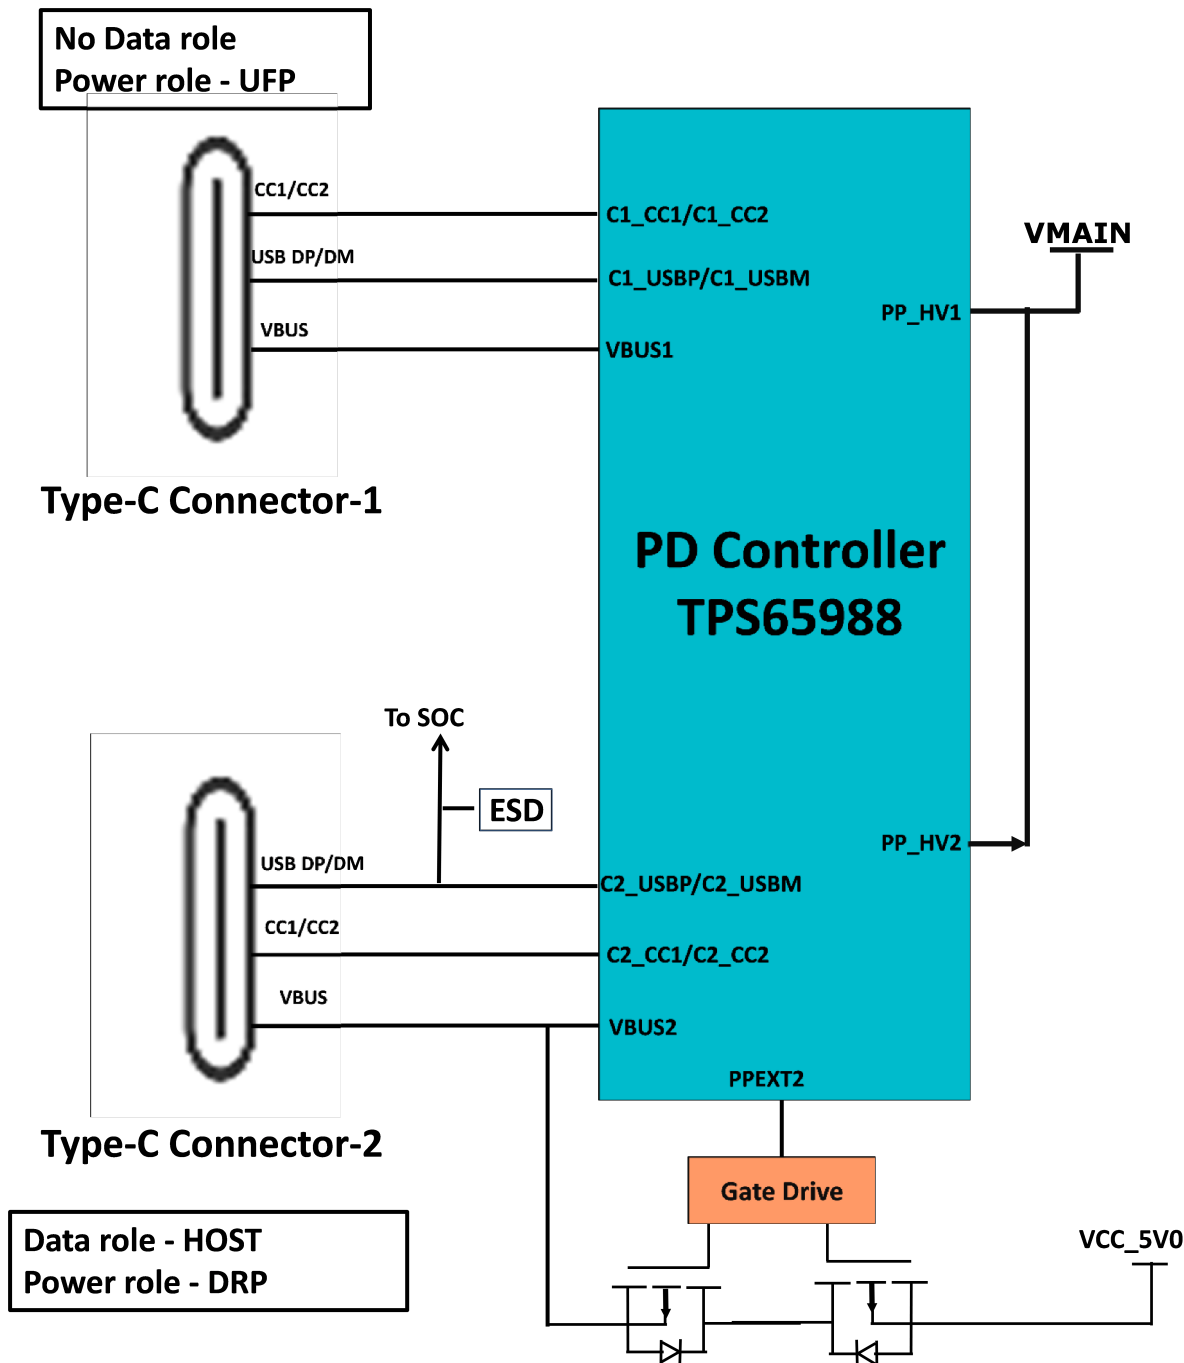 No Data role
Power role - UFP
CC1/CC2
USB DP/DM
VBUS
Type-C Connector-1
C1_CC1/C1_CC2
C1_USBP/C1_USBM
VBUS1
PP_HV1
VMAIN
PD Controller
TPS65988
To SOC
ESD
PP_HV2
USB DP/DM
CC1/CC2
VBUS
C2_USBP/C2_USBM
C2_CC1/C2_CC2
VBUS2
PPEXT2
Type-C Connector-2
Gate Drive
Data role - HOST
Power role - DRP
VCC_5V0